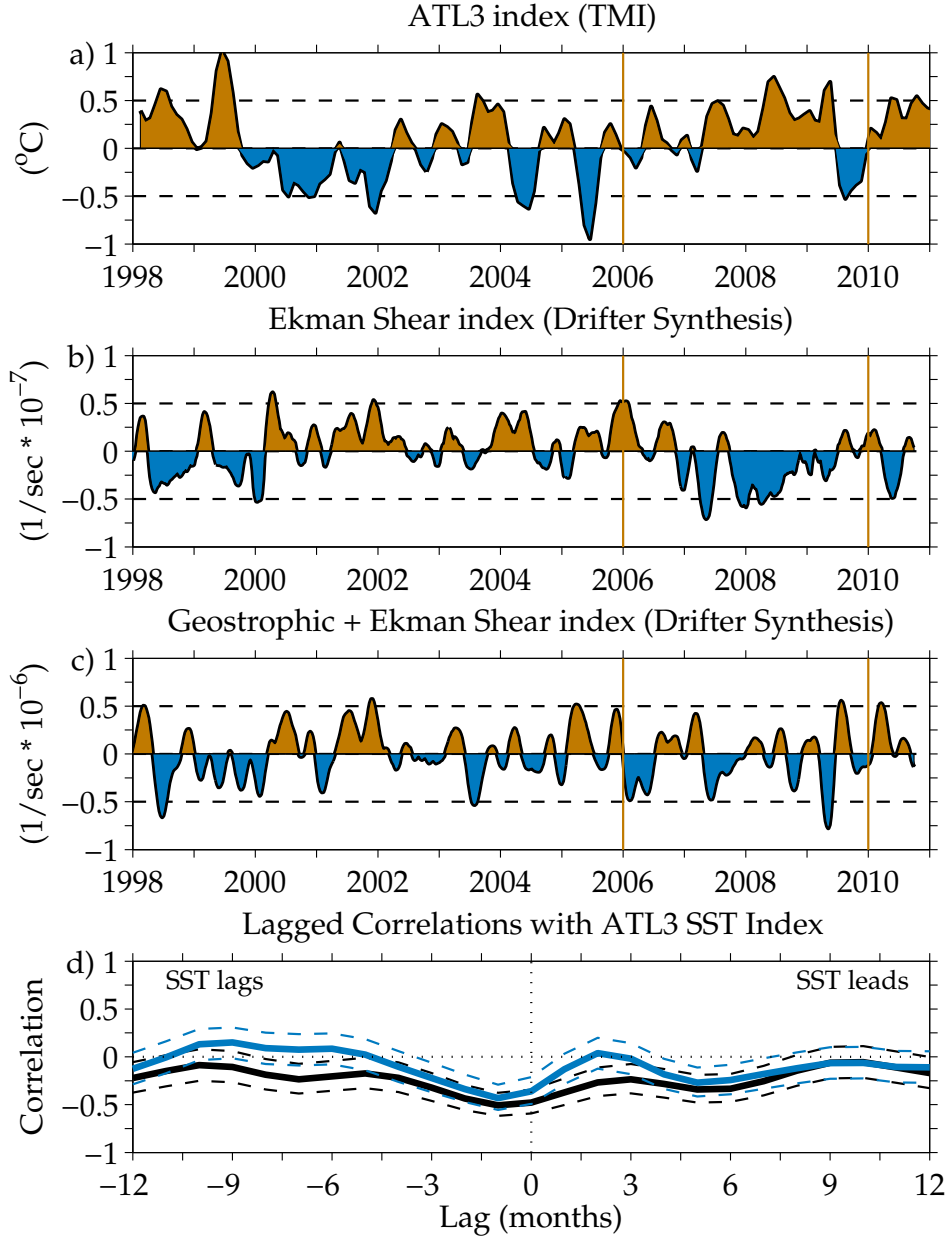 ATL3 index (TMI)
a) 1
0.5
0
−0.5
−1
(°C)
1998 2000 2002 2004 2006 2008 2010
Ekman Shear index (Drifter Synthesis)
b) 1
0.5
0
−0.5
−1
(1/sec * 10⁻⁷)
1998 2000 2002 2004 2006 2008 2010
Geostrophic + Ekman Shear index (Drifter Synthesis)
c) 1
0.5
0
−0.5
−1
(1/sec * 10⁻⁶)
1998 2000 2002 2004 2006 2008 2010
Lagged Correlations with ATL3 SST Index
d) 1
SST lags SST leads
0.5
0
−0.5
−1
Correlation
−12 −9 −6 −3 0 3 6 9 12
Lag (months)